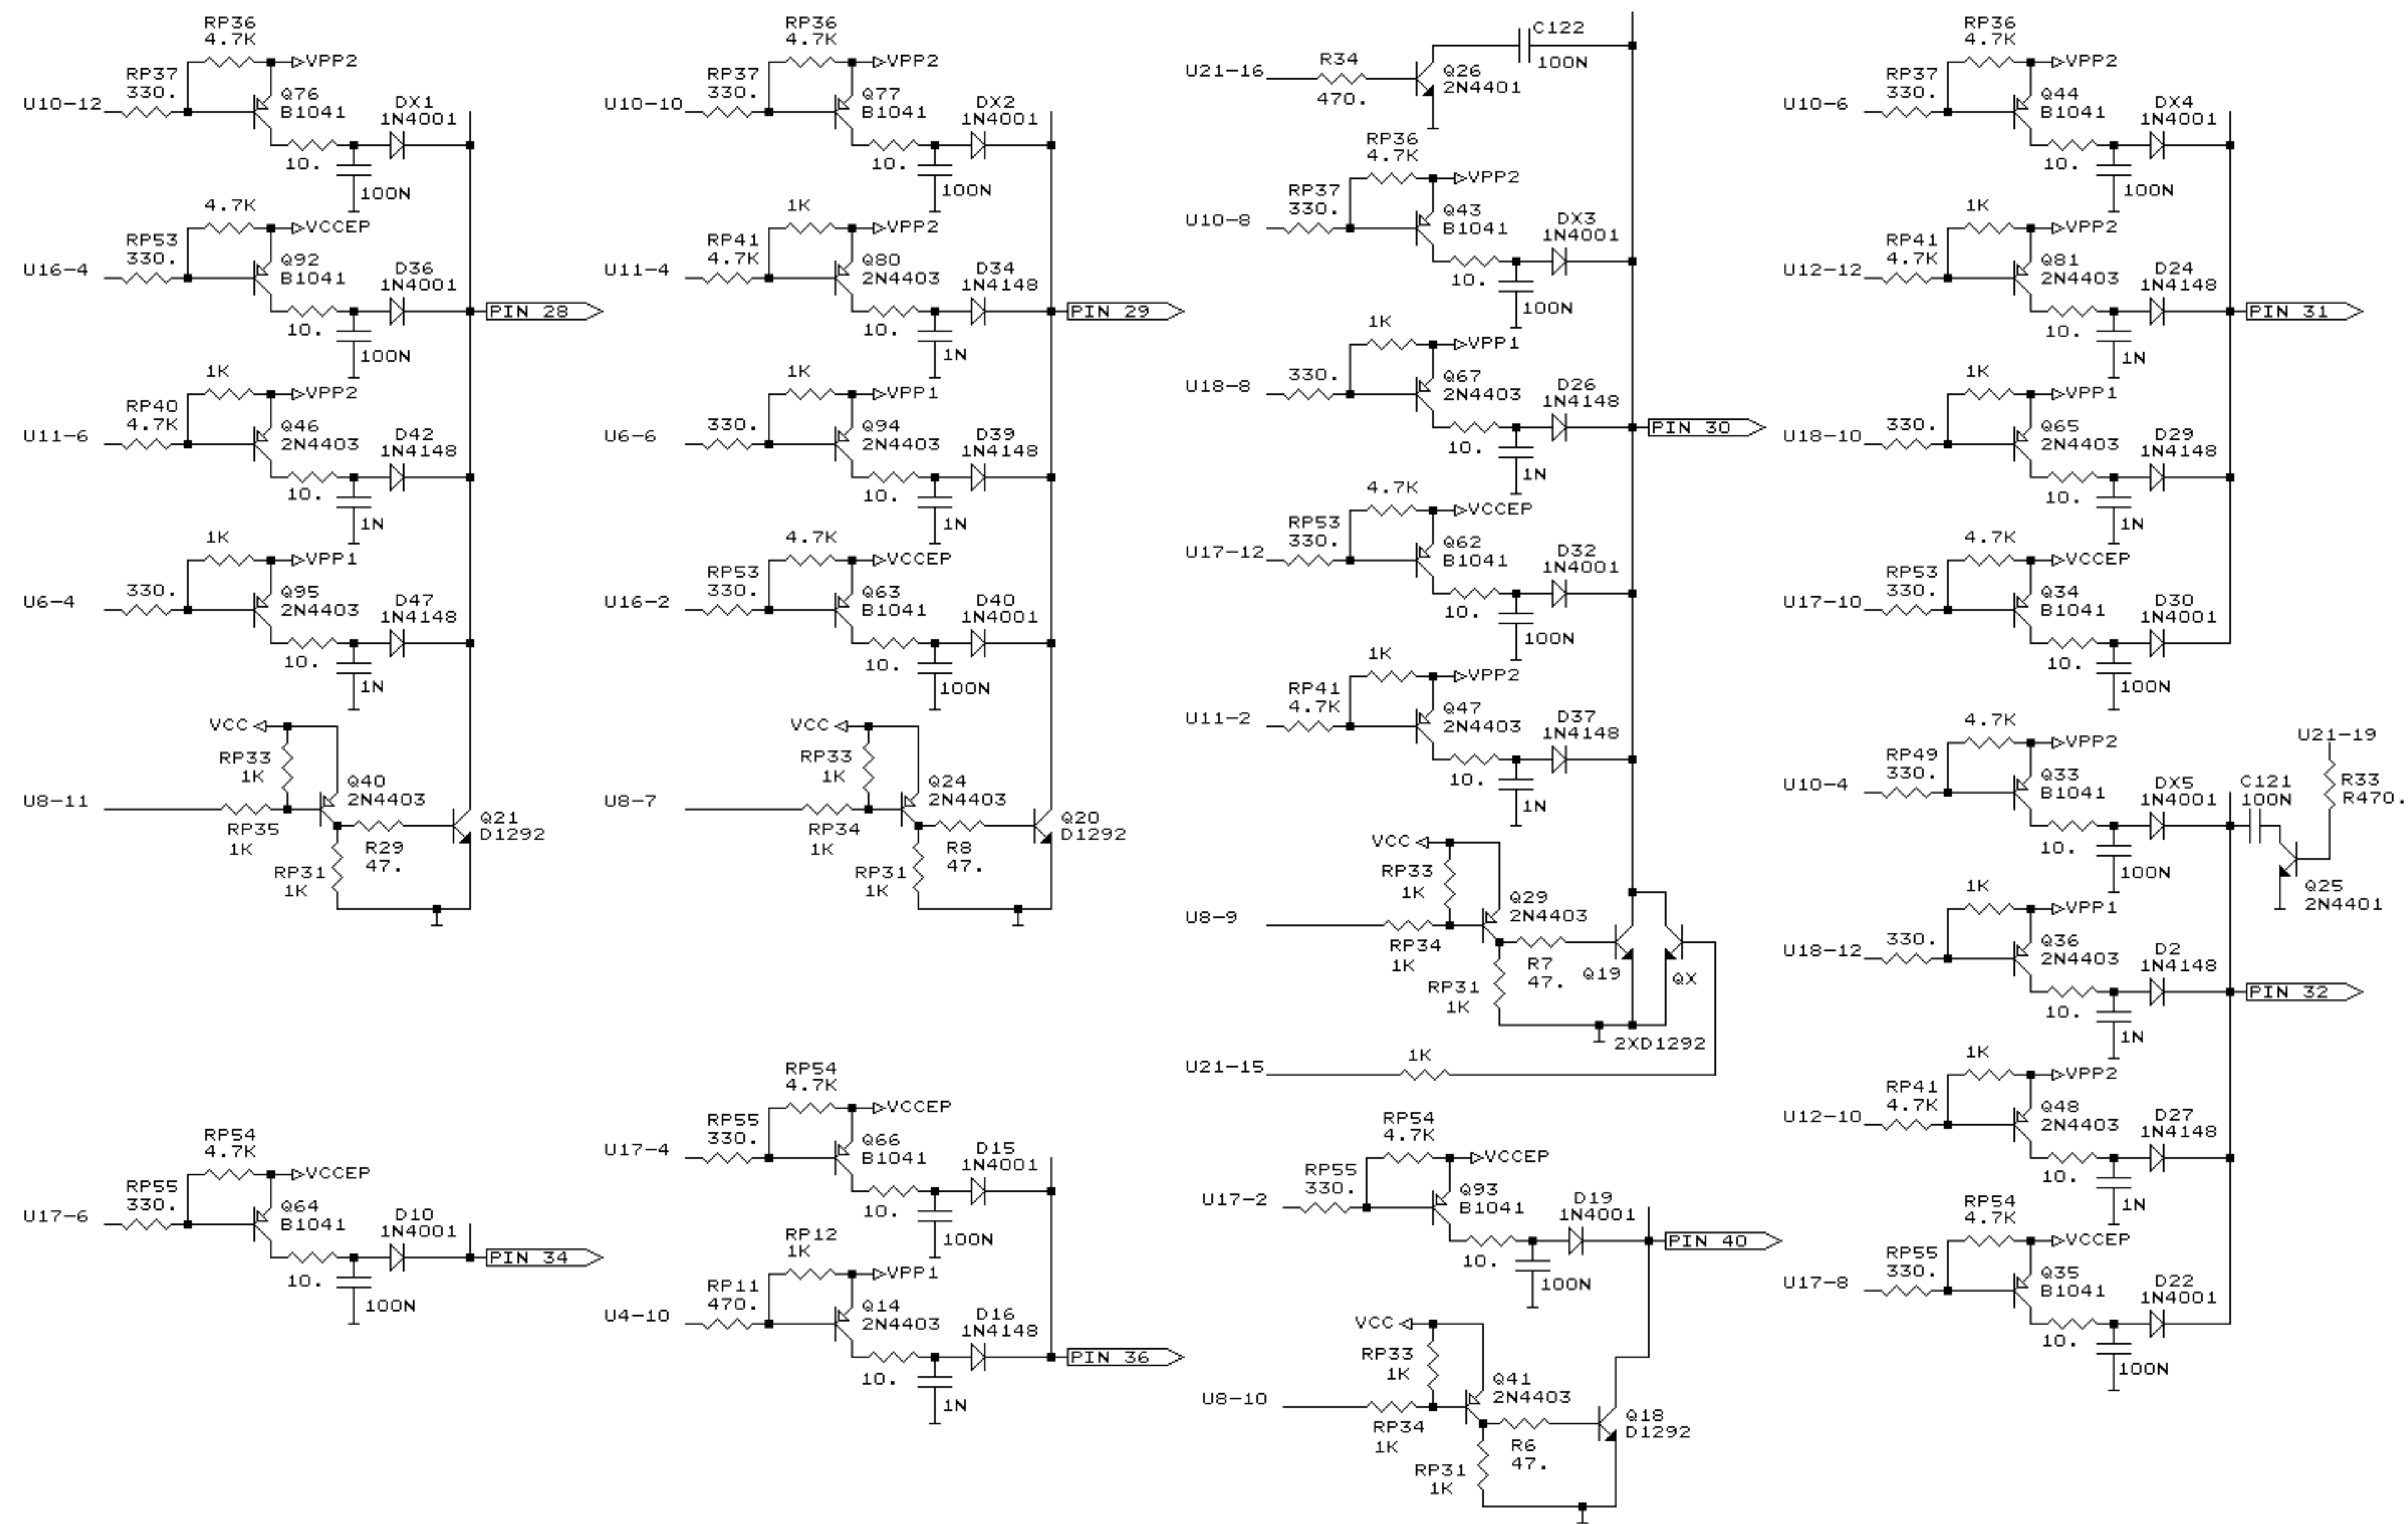 RP36
4.7K
VPP2
RP37
330.
U10-12
Q76
B1041
DX1
1N4001
10.
100N
4.7K
VCCEP
RP53
330.
U16-4
Q92
B1041
D36
1N4001
10.
100N
PIN 28
1K
VPP2
RP40
4.7K
U11-6
Q46
2N4403
D42
1N4148
10.
1N
1K
VPP1
330.
U6-4
Q95
2N4403
D47
1N4148
10.
1N
VCC
RP33
1K
Q40
2N4403
U8-11
RP35
1K
R29
47.
RP31
1K
Q21
D1292
RP54
4.7K
VCCEP
RP55
330.
U17-6
Q64
B1041
D10
1N4001
10.
100N
PIN 34
RP36
4.7K
VPP2
RP37
330.
U10-10
Q77
B1041
DX2
1N4001
10.
100N
1K
VPP2
RP41
4.7K
U11-4
Q80
2N4403
D34
1N4148
10.
1N
PIN 29
1K
VPP1
330.
U6-6
Q94
2N4403
D39
1N4148
10.
1N
4.7K
VCCEP
RP53
330.
U16-2
Q63
B1041
D40
1N4001
10.
100N
VCC
RP33
1K
Q24
2N4403
U8-7
RP34
1K
R8
47.
RP31
1K
Q20
D1292
RP54
4.7K
VCCEP
RP55
330.
U17-4
Q66
B1041
D15
1N4001
10.
100N
RP12
1K
VPP1
RP11
470.
U4-10
Q14
2N4403
D16
1N4148
10.
1N
PIN 36
C122
100N
R34
470.
U21-16
Q26
2N4401
RP36
4.7K
VPP2
RP37
330.
U10-8
Q43
B1041
DX3
1N4001
10.
100N
1K
VPP1
330.
U18-8
Q67
2N4403
D26
1N4148
10.
1N
PIN 30
4.7K
VCCEP
RP53
330.
U17-12
Q62
B1041
D32
1N4001
10.
100N
1K
VPP2
RP41
4.7K
U11-2
Q47
2N4403
D37
1N4148
10.
1N
VCC
RP33
1K
Q29
2N4403
U8-9
RP34
1K
R7
47.
RP31
1K
Q19
QX
2XD1292
U21-15
1K
RP54
4.7K
VCCEP
RP55
330.
U17-2
Q93
B1041
D19
1N4001
10.
100N
PIN 40
VCC
RP33
1K
Q41
2N4403
U8-10
RP34
1K
R6
47.
RP31
1K
Q18
D1292
RP36
4.7K
VPP2
RP37
330.
U10-6
Q44
B1041
DX4
1N4001
10.
100N
1K
VPP2
RP41
4.7K
U12-12
Q81
2N4403
D24
1N4148
10.
1N
PIN 31
1K
VPP1
330.
U18-10
Q65
2N4403
D29
1N4148
10.
1N
4.7K
VCCEP
RP53
330.
U17-10
Q34
B1041
D30
1N4001
10.
100N
4.7K
VPP2
RP49
330.
U10-4
Q33
B1041
DX5
1N4001
10.
100N
C121
100N
U21-19
R33
R470.
Q25
2N4401
1K
VPP1
330.
U18-12
Q36
2N4403
D2
1N4148
10.
1N
PIN 32
1K
VPP2
RP41
4.7K
U12-10
Q48
2N4403
D27
1N4148
10.
1N
RP54
4.7K
VCCEP
RP55
330.
U17-8
Q35
B1041
D22
1N4001
10.
100N